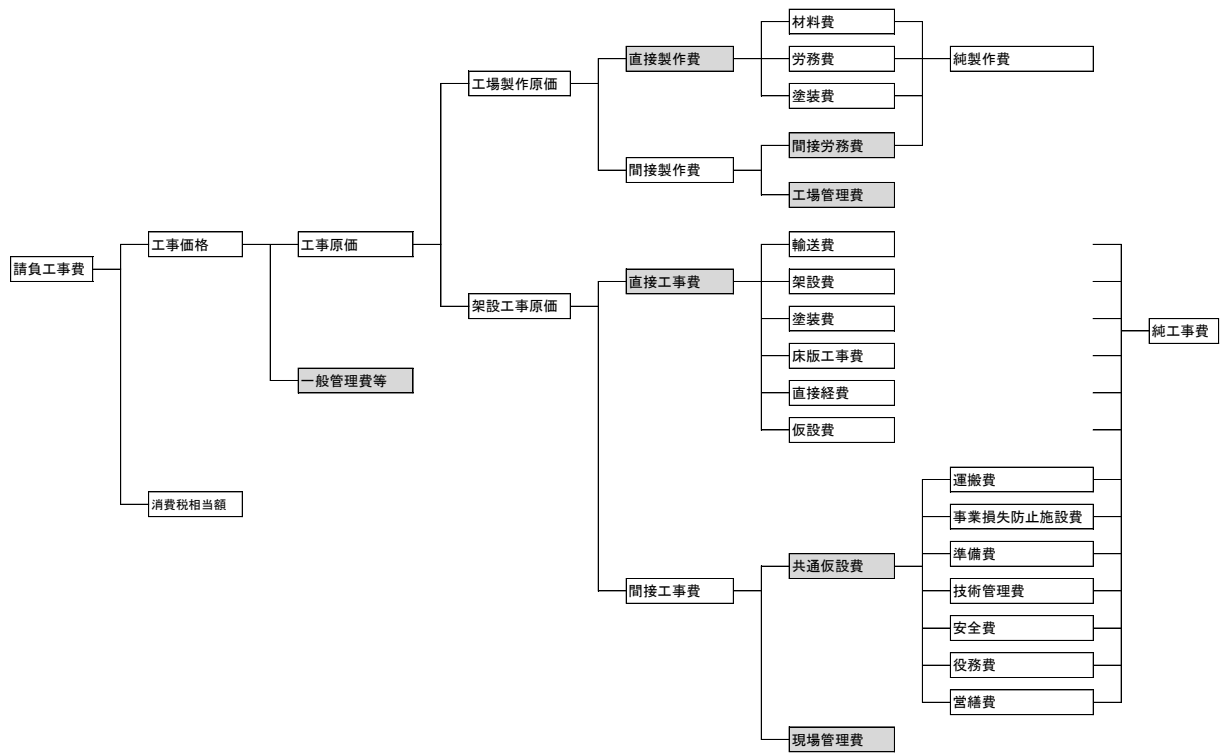 材料費
直接製作費
労務費
純製作費
工場製作原価
塗装費
間接労務費
間接製作費
工場管理費
工事価格
工事原価
輸送費
請負工事費
直接工事費
架設費
架設工事原価
塗装費
純工事費
床版工事費
一般管理費等
直接経費
仮設費
運搬費
消費税相当額
事業損失防止施設費
準備費
共通仮設費
間接工事費
技術管理費
安全費
役務費
営繕費
現場管理費